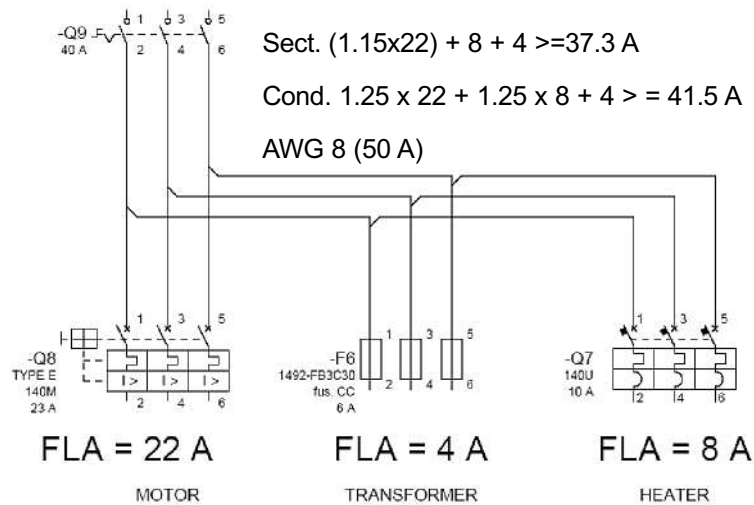 1 3 5
-Q9
40 A
2 4 6
Sect. (1.15x22) + 8 + 4 >=37.3 A
Cond. 1.25 x 22 + 1.25 x 8 + 4 > = 41.5 A
AWG 8 (50 A)
1 3 5
-Q8
TYPE E
140M
23 A
I > I > I >
2 4 6
-F6
1492-FB3C30
fus. CC
6 A
1 3 5
2 4 6
1 3 5
-Q7
140U
10 A
2 4 6
FLA = 22 A
FLA = 4 A
FLA = 8 A
MOTOR
TRANSFORMER
HEATER